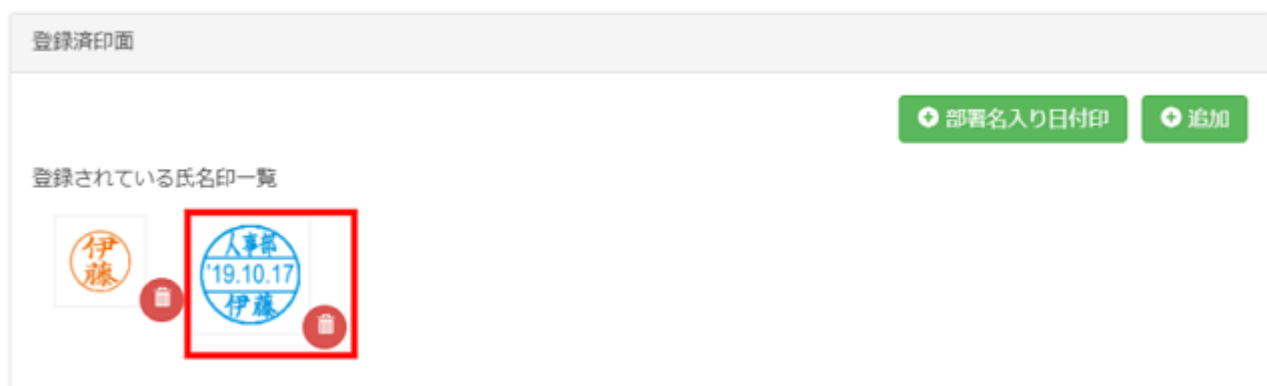 登録済印面
部署名入り日付印
追加
登録されている氏名印一覧
伊
藤
人事部
'19.10.17
伊藤